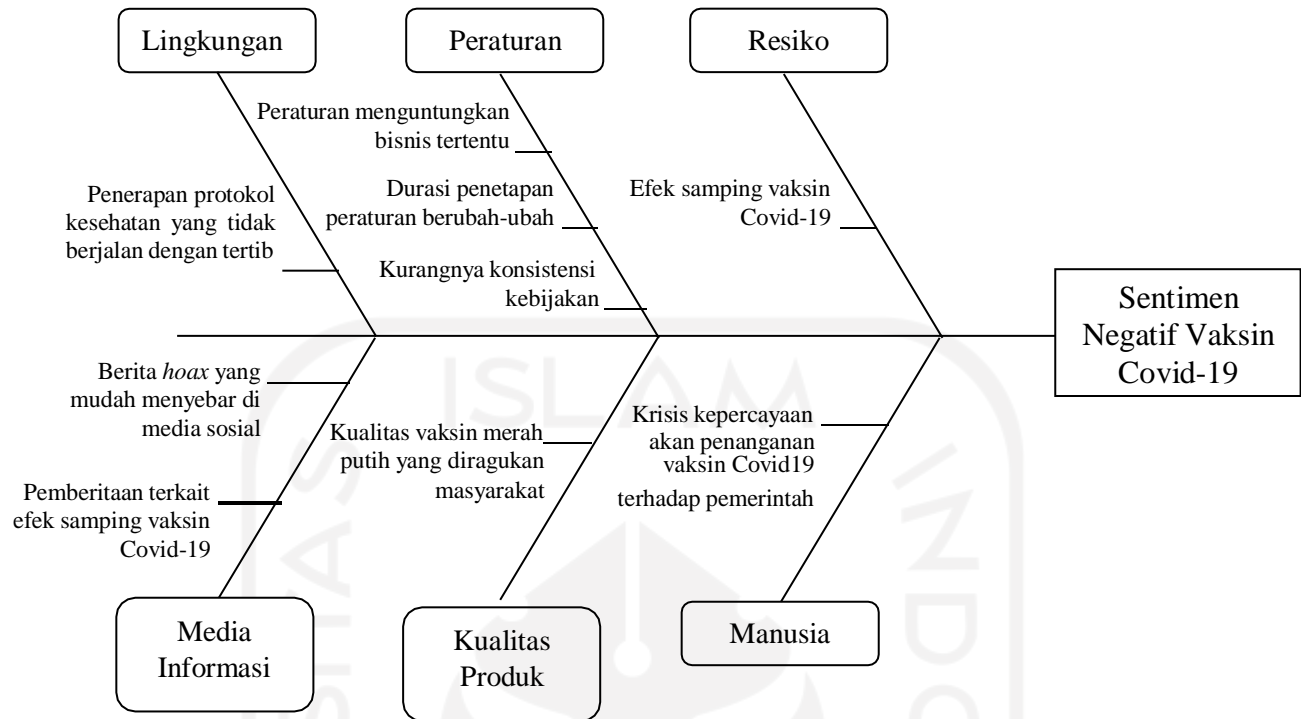 Lingkungan
Peraturan
Resiko
Peraturan menguntungkan
bisnis tertentu
Penerapan protokol
kesehatan yang tidak
berjalan dengan tertib
Durasi penetapan
peraturan berubah-ubah
Efek samping vaksin
Covid-19
Kurangnya konsistensi
kebijakan
Sentimen
Negatif Vaksin
Covid-19
Berita hoax yang
mudah menyebar di
media sosial
Kualitas vaksin merah
putih yang diragukan
masyarakat
Krisis kepercayaan
akan penanganan
vaksin Covid19
terhadap pemerintah
Pemberitaan terkait
efek samping vaksin
Covid-19
Media
Informasi
Kualitas
Produk
Manusia
ISLAM
SITAS
INDO